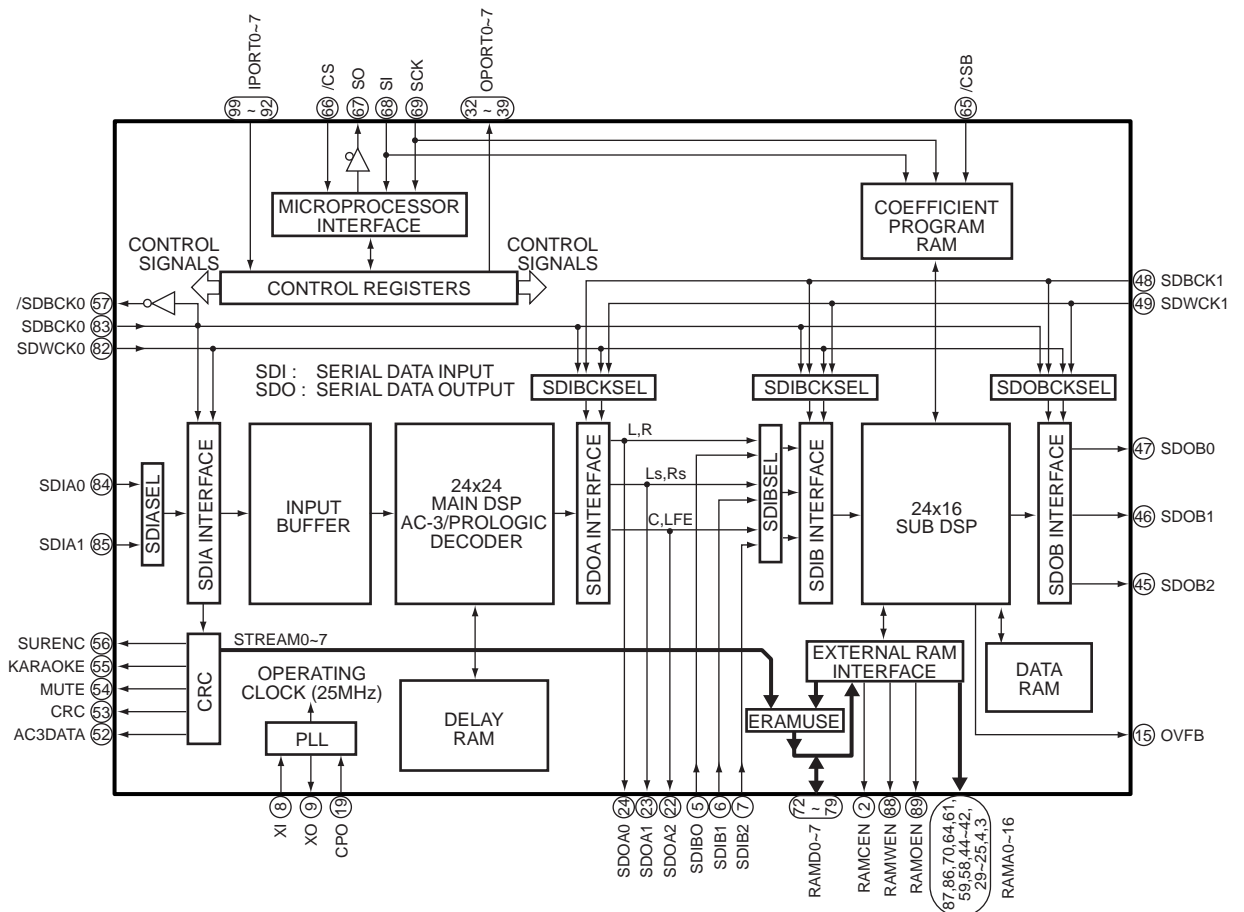 IPORT0~7
/CS
SO
SI
SCK
OPORT0~7
/CSB
99
~
92
66
67
68
69
32
~
39
65
MICROPROCESSOR
INTERFACE
COEFFICIENT
PROGRAM
RAM
CONTROL
SIGNALS
CONTROL
SIGNALS
CONTROL REGISTERS
/SDBCK0 57
SDBCK0 83
SDWCK0 82
48 SDBCK1
49 SDWCK1
SDI : SERIAL DATA INPUT
SDO : SERIAL DATA OUTPUT
SDIBCKSEL
SDIBCKSEL
SDOBCKSEL
SDIA0 84
SDIA1 85
SDIASEL
SDIA INTERFACE
INPUT
BUFFER
24x24
MAIN DSP
AC-3/PROLOGIC
DECODER
SDOA INTERFACE
L,R
Ls,Rs
C,LFE
SDIBSEL
SDIB INTERFACE
24x16
SUB DSP
SDOB INTERFACE
47 SDOB0
46 SDOB1
45 SDOB2
SURENC 56
KARAOKE 55
MUTE 54
CRC 53
AC3DATA 52
CRC
STREAM0~7
OPERATING
CLOCK (25MHz)
PLL
DELAY
RAM
EXTERNAL RAM
INTERFACE
ERAMUSE
DATA
RAM
15 OVFB
XI 8
XO 9
CPO 19
SDOA0 24
SDOA1 23
SDOA2 22
SDIBO 5
SDIB1 6
SDIB2 7
72
~
79
RAMD0~7
RAMCEN 2
RAMWEN 88
RAMOEN 89
87,86,70,64,61,
59,58,44~42,
29~25,4,3
RAMA0~16